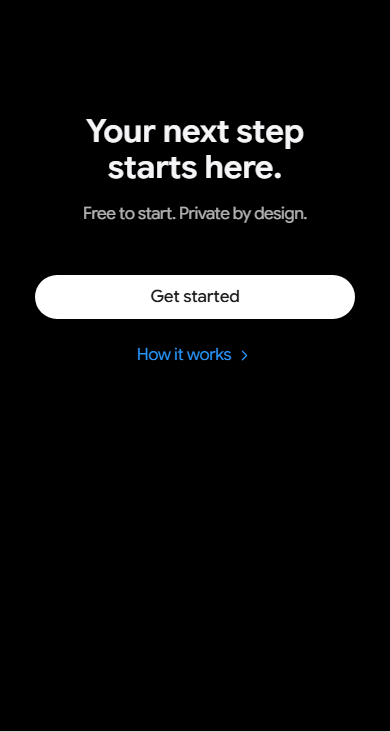 Your next step
starts here.
Free to start. Private by design.
Get started
How it works